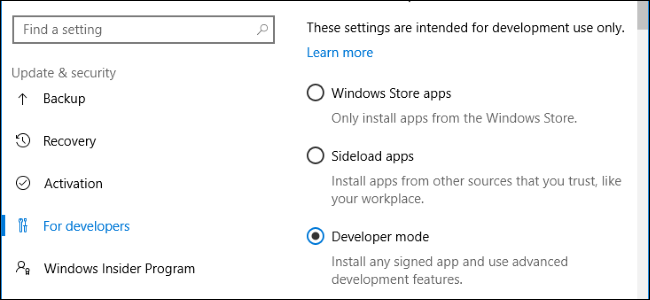 Find a setting
Update & security
Backup
Recovery
Activation
For developers
Windows Insider Program
These settings are intended for development use only.
Learn more
Windows Store apps
Only install apps from the Windows Store.
Sideload apps
Install apps from other sources that you trust, like
your workplace.
Developer mode
Install any signed app and use advanced
development features.